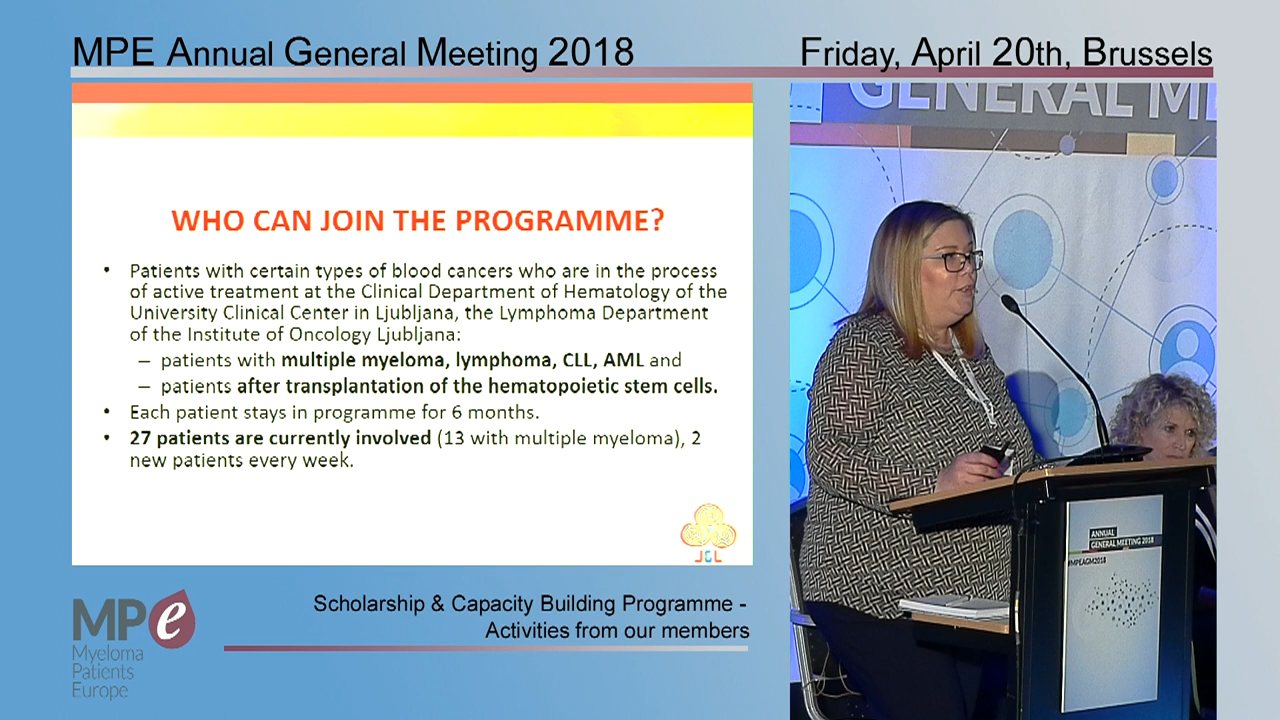 MPE Annual General Meeting 2018
Friday, April 20th, Brussels
WHO CAN JOIN THE PROGRAMME?
• Patients with certain types of blood cancers who are in the process
of active treatment at the Clinical Department of Hematology of the
University Clinical Center in Ljubljana, the Lymphoma Department
of the Institute of Oncology Ljubljana:
– patients with multiple myeloma, lymphoma, CLL, AML and
– patients after transplantation of the hematopoietic stem cells.
• Each patient stays in programme for 6 months.
• 27 patients are currently involved (13 with multiple myeloma), 2
new patients every week.
GENERAL ME
ANNUAL
GENERAL MEETING 2018
#MPEAGM2018
MPe
Myeloma
Patients
Europe
Scholarship & Capacity Building Programme -
Activities from our members